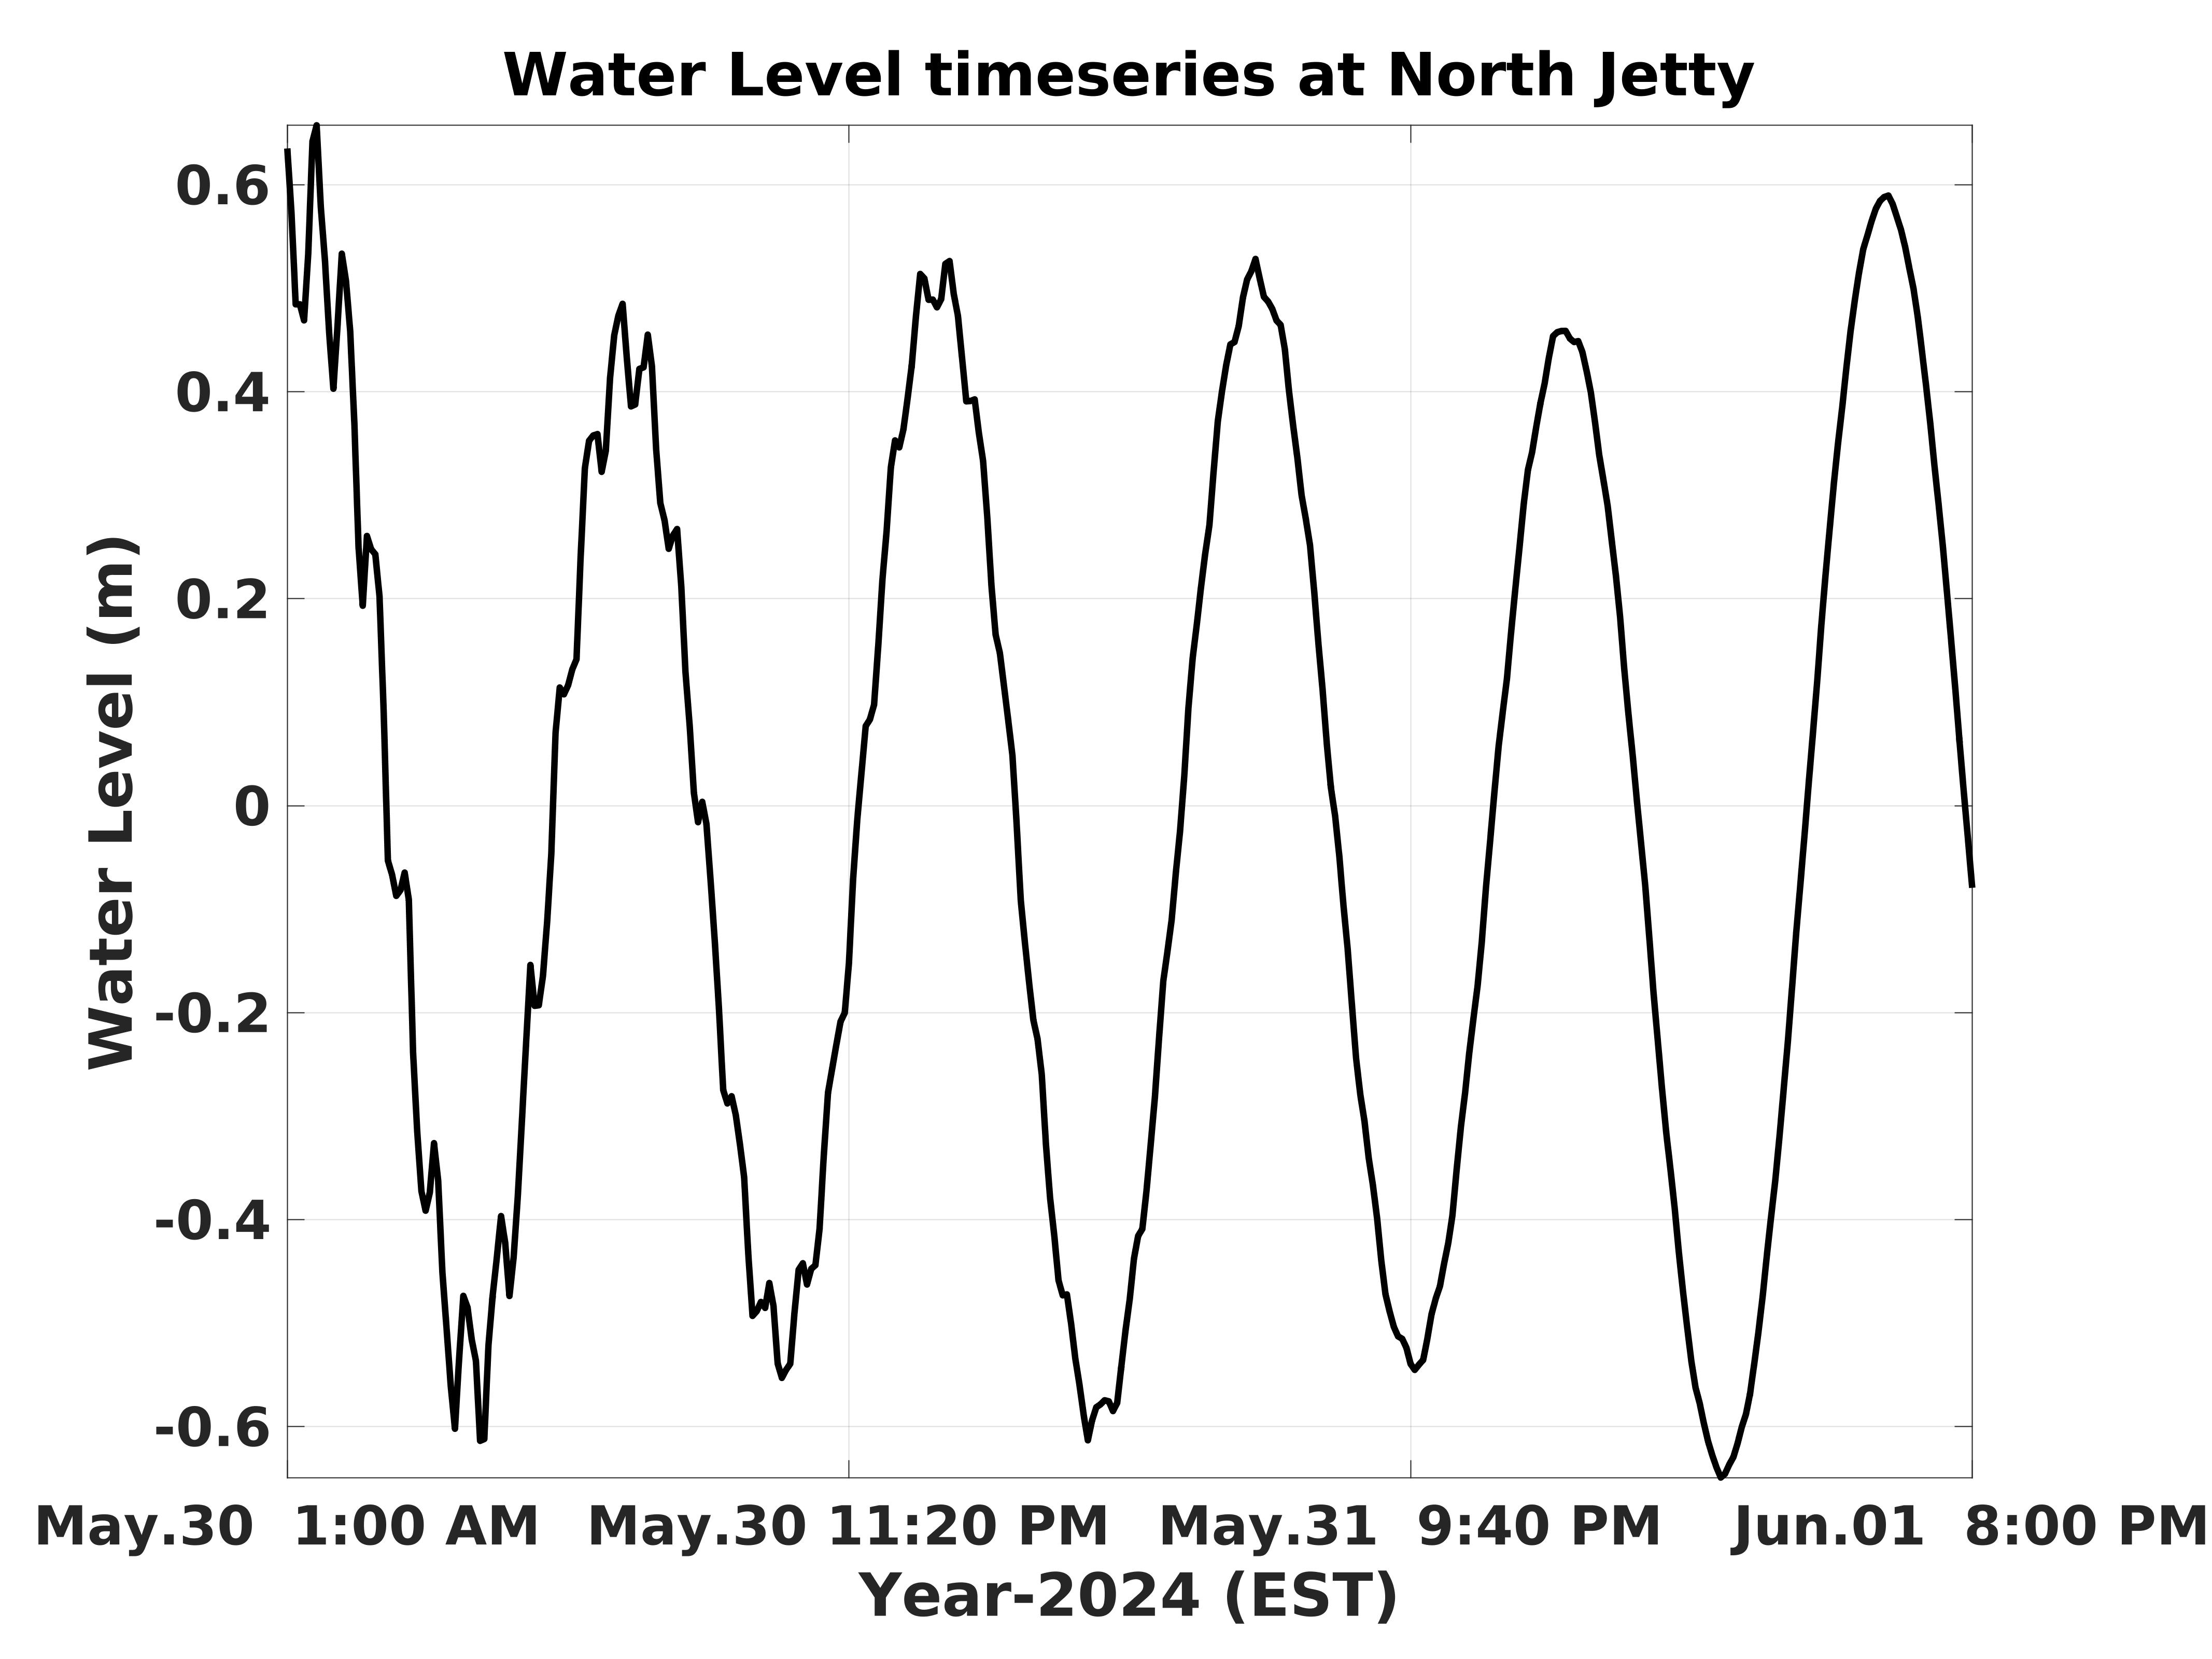 Water Level timeseries at North Jetty
0.6
0.4
0.2
0
-0.2
-0.4
-0.6
Water Level (m)
May.30 1:00 AM May.30 11:20 PM May.31 9:40 PM Jun.01 8:00 PM
Year-2024 (EST)